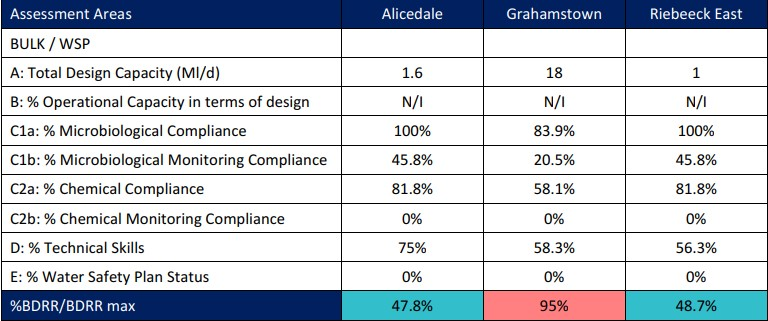 Assessment Areas Alicedale Grahamstown Riebeeck East
BULK / WSP
A: Total Design Capacity (Ml/d) 1.6 18 1
B: % Operational Capacity in terms of design N/I N/I N/I
C1a: % Microbiological Compliance 100% 83.9% 100%
C1b: % Microbiological Monitoring Compliance 45.8% 20.5% 45.8%
C2a: % Chemical Compliance 81.8% 58.1% 81.8%
C2b: % Chemical Monitoring Compliance 0% 0% 0%
D: % Technical Skills 75% 58.3% 56.3%
E: % Water Safety Plan Status 0% 0% 0%
%BDRR/BDRR max 47.8% 95% 48.7%